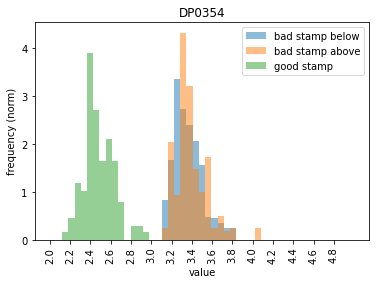 DP0354
bad stamp below
bad stamp above
good stamp
frequency (norm)
4
3
2
1
0
2.0 2.2 2.4 2.6 2.8 3.0 3.2 3.4 3.6 3.8 4.0 4.2 4.4 4.6 4.8
value